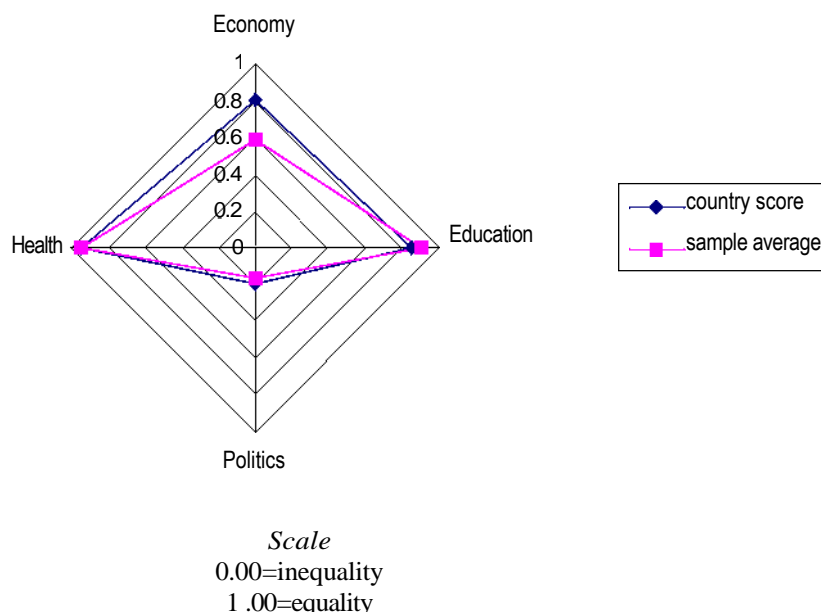 Economy
1
0.8
0.6
0.4
0.2
0
Health
Education
Politics
country score
sample average
Scale
0.00=inequality
1 .00=equality